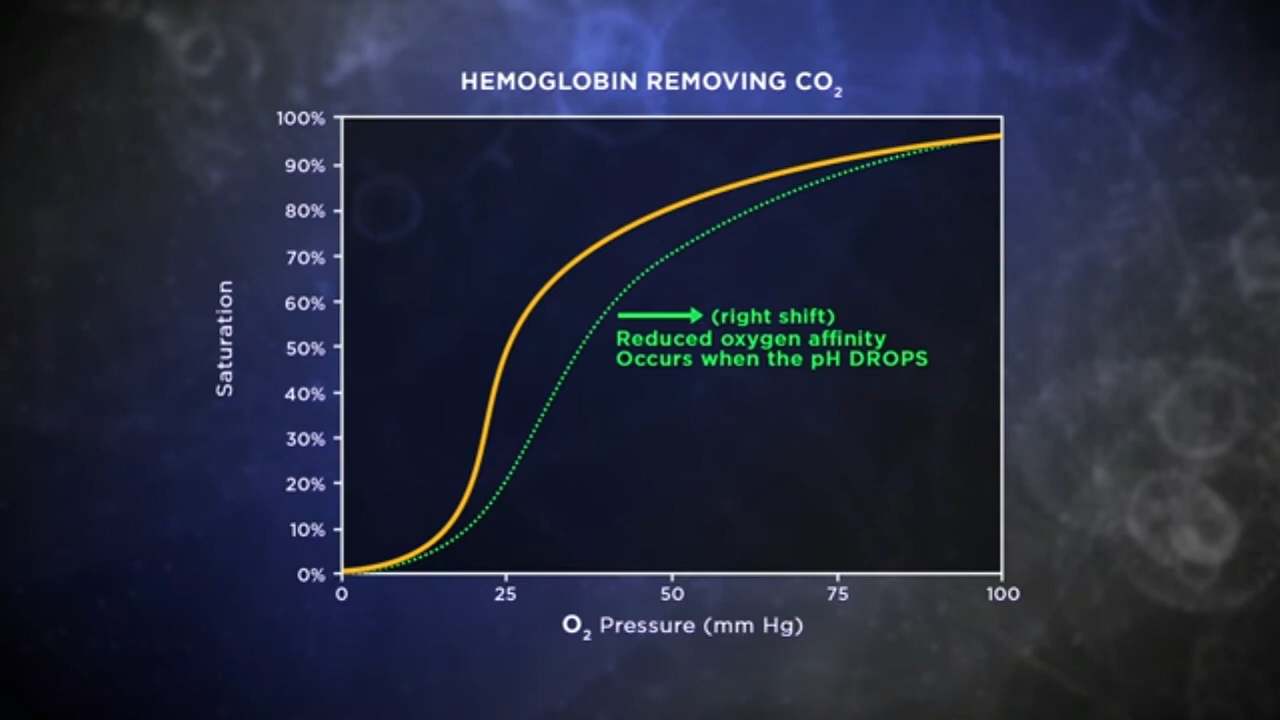 HEMOGLOBIN REMOVING CO₂
100%
90%
80%
70%
60%
50%
40%
30%
20%
10%
0%
Saturation
(right shift)
Reduced oxygen affinity
Occurs when the pH DROPS
0 25 50 75 100
O₂ Pressure (mm Hg)